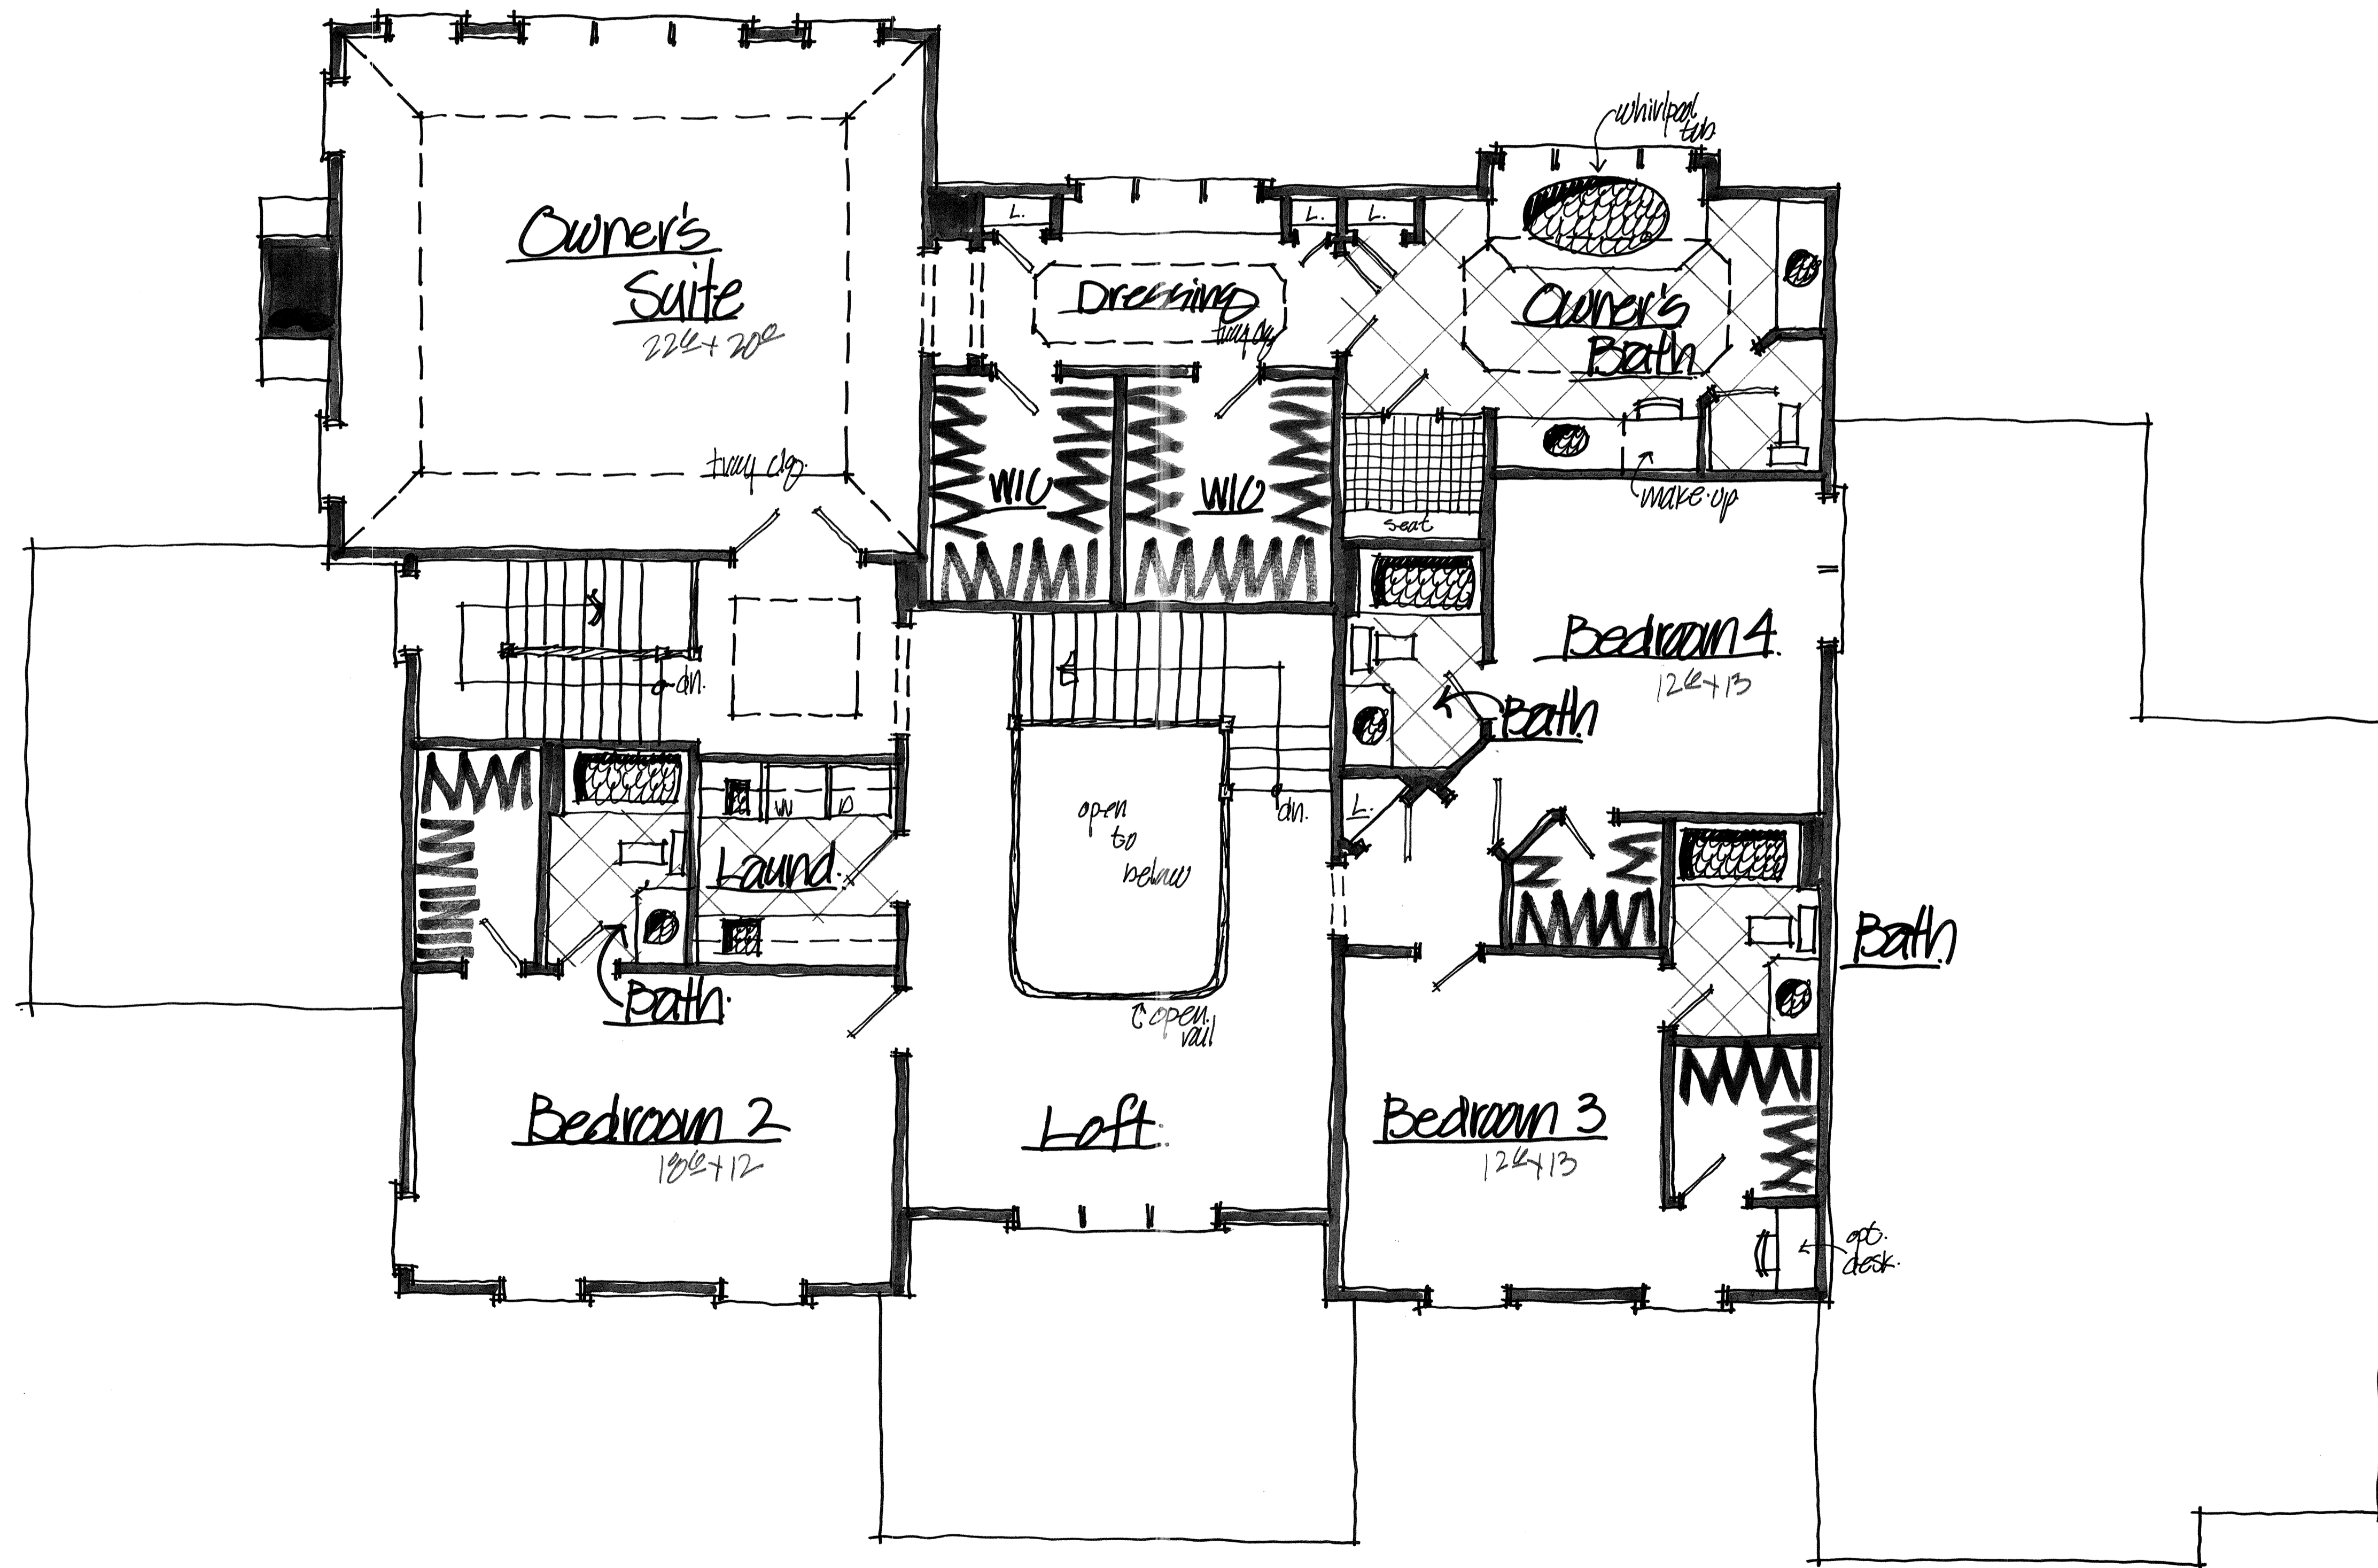 whirlpool
tub
L.
L.
L.
Owner's
Suite
22⁶ + 20⁰
Dressing
tray clg.
Owner's
Bath
tray clg.
WIC
WIC
make-up
seat
Bedroom 4
12⁶ + 13
dn.
Bath
W
D
open
to
below
dn.
L.
Laund.
Bath
Bath
open
rail
Bedroom 2
18⁶ + 12
Loft
Bedroom 3
12⁶ + 13
opt.
desk